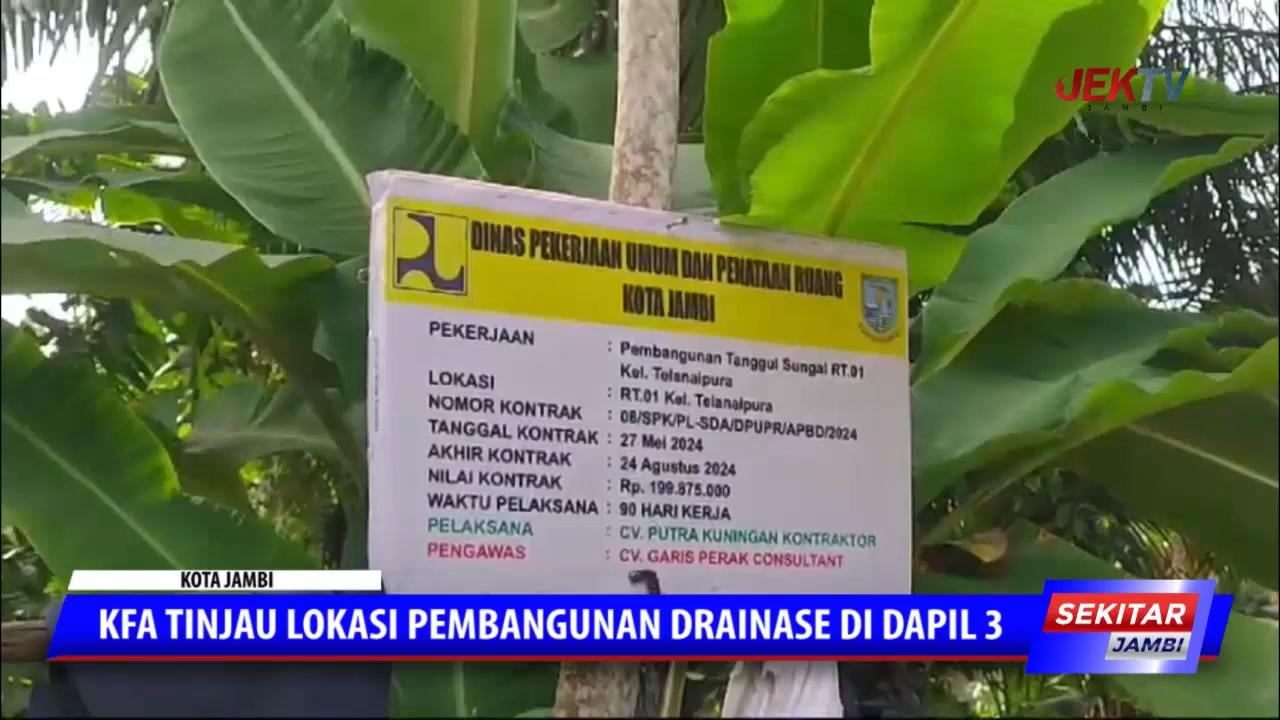 JEKTV
JAMBI
DINAS PEKERJAAN UMUM DAN PENATAAN RUANG
KOTA JAMBI
PEKERJAAN : Pembangunan Tanggul Sungai RT.01
Kel. Telanaipura
LOKASI : RT.01 Kel. Telanaipura
NOMOR KONTRAK : 08/SPK/PL-SDA/DPUPR/APBD/2024
TANGGAL KONTRAK : 27 Mei 2024
AKHIR KONTRAK : 24 Agustus 2024
NILAI KONTRAK : Rp. 199.875.000
WAKTU PELAKSANA : 90 HARI KERJA
PELAKSANA : CV. PUTRA KUNINGAN KONTRAKTOR
PENGAWAS : CV. GARIS PERAK CONSULTANT
KOTA JAMBI
KFA TINJAU LOKASI PEMBANGUNAN DRAINASE DI DAPIL 3
SEKITAR
JAMBI